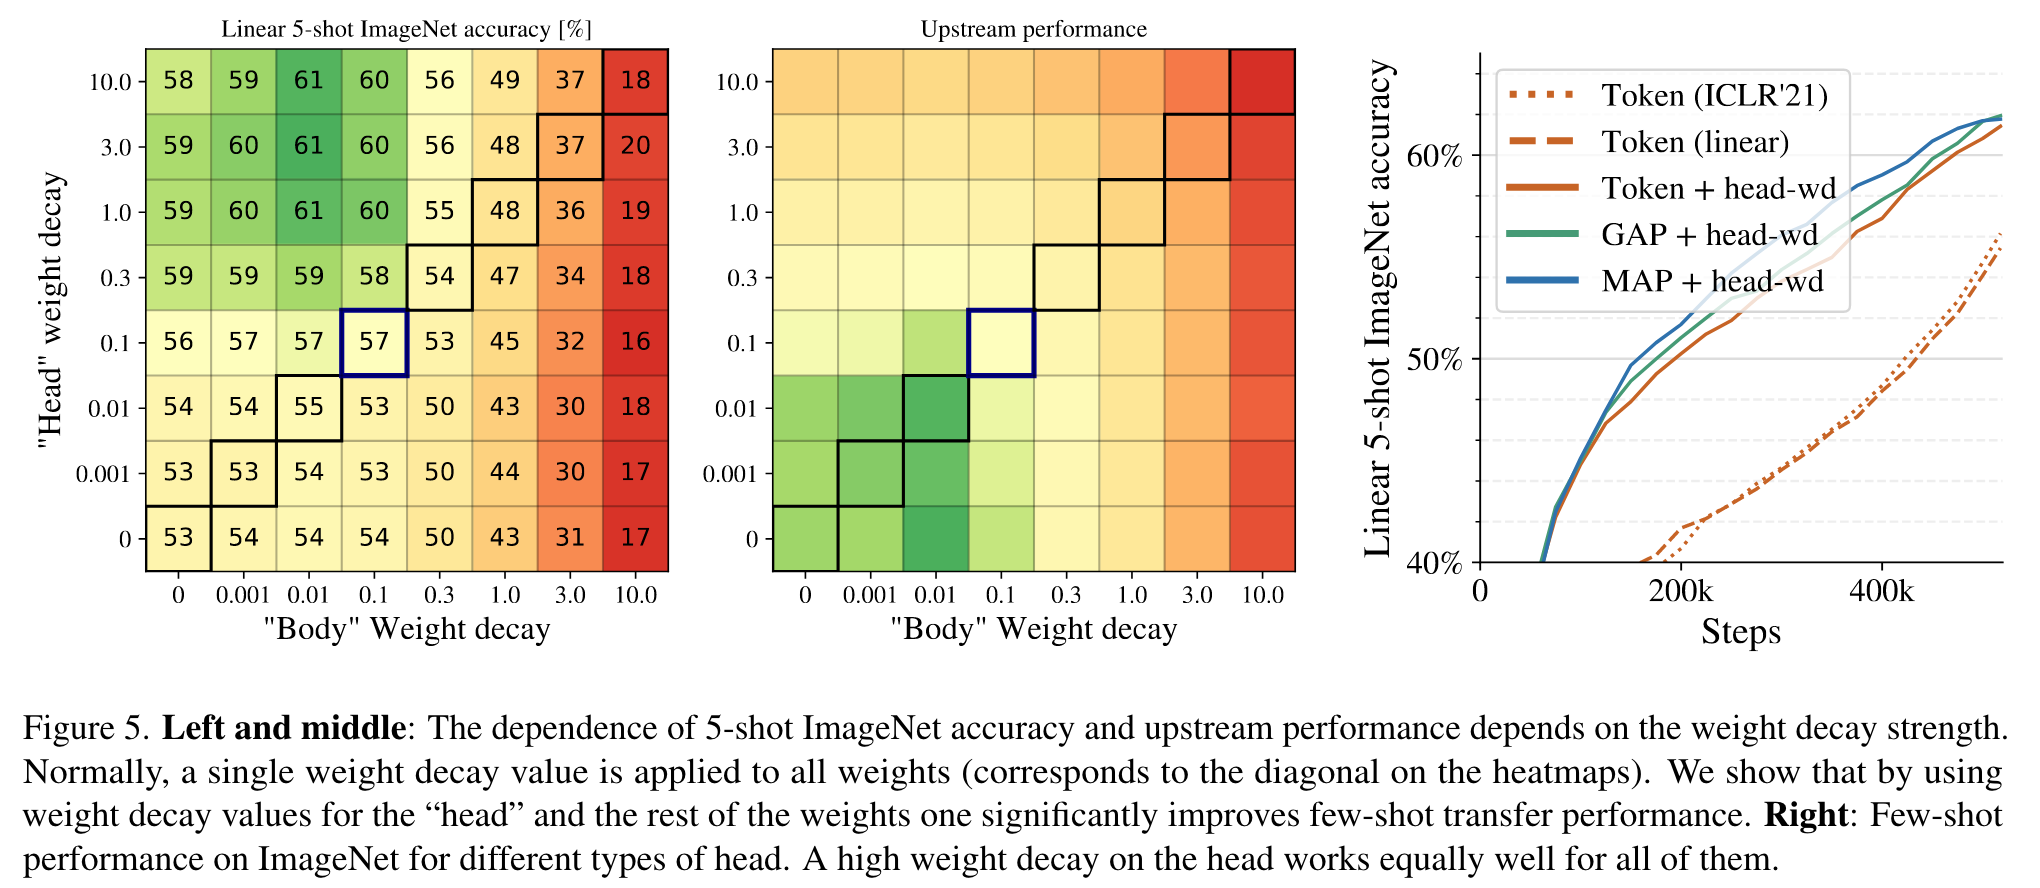 Linear 5-shot ImageNet accuracy [%]
"Head" weight decay
10.0 58 59 61 60 56 49 37 18
3.0 59 60 61 60 56 48 37 20
1.0 59 60 61 60 55 48 36 19
0.3 59 59 59 58 54 47 34 18
0.1 56 57 57 57 53 45 32 16
0.01 54 54 55 53 50 43 30 18
0.001 53 53 54 53 50 44 30 17
0 53 54 54 54 50 43 31 17
0 0.001 0.01 0.1 0.3 1.0 3.0 10.0
"Body" Weight decay
Upstream performance
10.0
3.0
1.0
0.3
0.1
0.01
0.001
0
0 0.001 0.01 0.1 0.3 1.0 3.0 10.0
"Body" Weight decay
Linear 5-shot ImageNet accuracy
60%
50%
40%
Token (ICLR'21)
Token (linear)
Token + head-wd
GAP + head-wd
MAP + head-wd
0 200k 400k
Steps
Figure 5. Left and middle: The dependence of 5-shot ImageNet accuracy and upstream performance depends on the weight decay strength.
Normally, a single weight decay value is applied to all weights (corresponds to the diagonal on the heatmaps). We show that by using
weight decay values for the “head” and the rest of the weights one significantly improves few-shot transfer performance. Right: Few-shot
performance on ImageNet for different types of head. A high weight decay on the head works equally well for all of them.